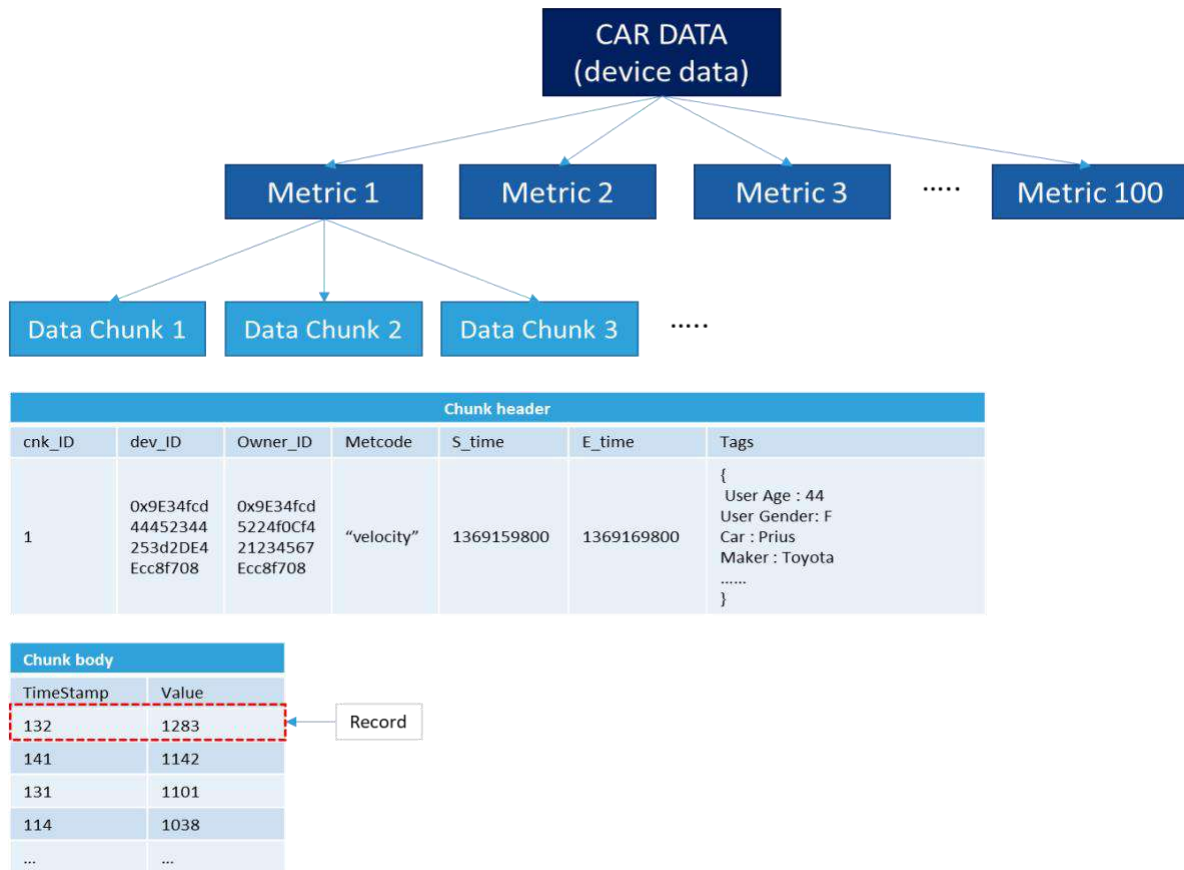 CAR DATA
(device data)
Metric 1
Metric 2
Metric 3
.....
Metric 100
Data Chunk 1
Data Chunk 2
Data Chunk 3
.....
Chunk header
cnk_ID
dev_ID
Owner_ID
Metcode
S_time
E_time
Tags
1
0x9E34fcd
44452344
253d2DE4
Ecc8f708
0x9E34fcd
5224f0Cf4
21234567
Ecc8f708
“velocity”
1369159800
1369169800
{
User Age : 44
User Gender: F
Car : Prius
Maker : Toyota
......
}
Chunk body
TimeStamp
Value
132
1283
Record
141
1142
131
1101
114
1038
...
...